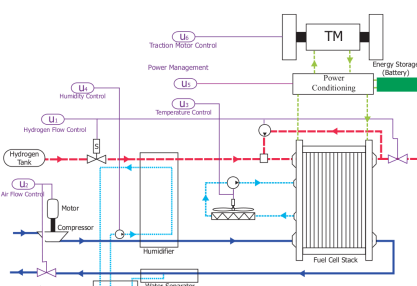 u6
TM
Traction Motor Control
Energy Storage
(Battery)
Power Management
Power
Conditioning
u4
u5
Humidity Control
u3
Temperature Control
u1
Hydrogen Flow Control
S
Hydrogen
Tank
u2
Air Flow Control
Motor
Compressor
Humidifier
Fuel Cell Stack
Water Separator